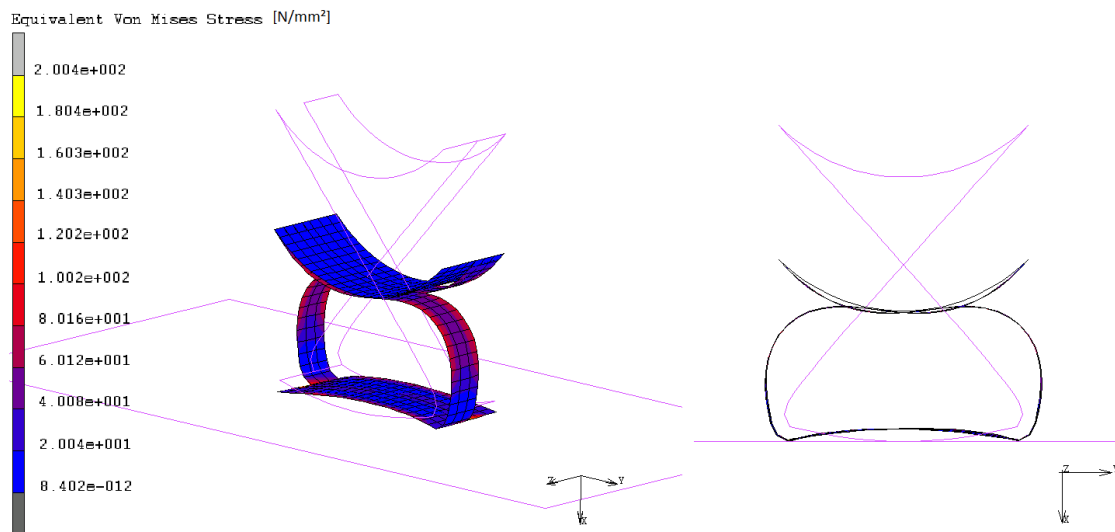 Equivalent Von Mises Stress [N/mm²]
2.004e+002
1.804e+002
1.603e+002
1.403e+002
1.202e+002
1.002e+002
8.016e+001
6.012e+001
4.008e+001
2.004e+001
8.402e-012
Z
Y
X
Z
X